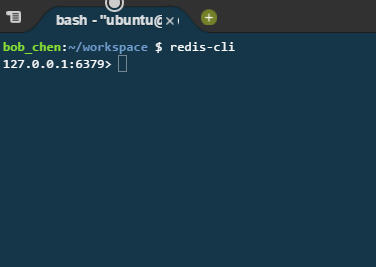 bash - "ubuntu@
bob_chen:~/workspace $ redis-cli
127.0.0.1:6379>